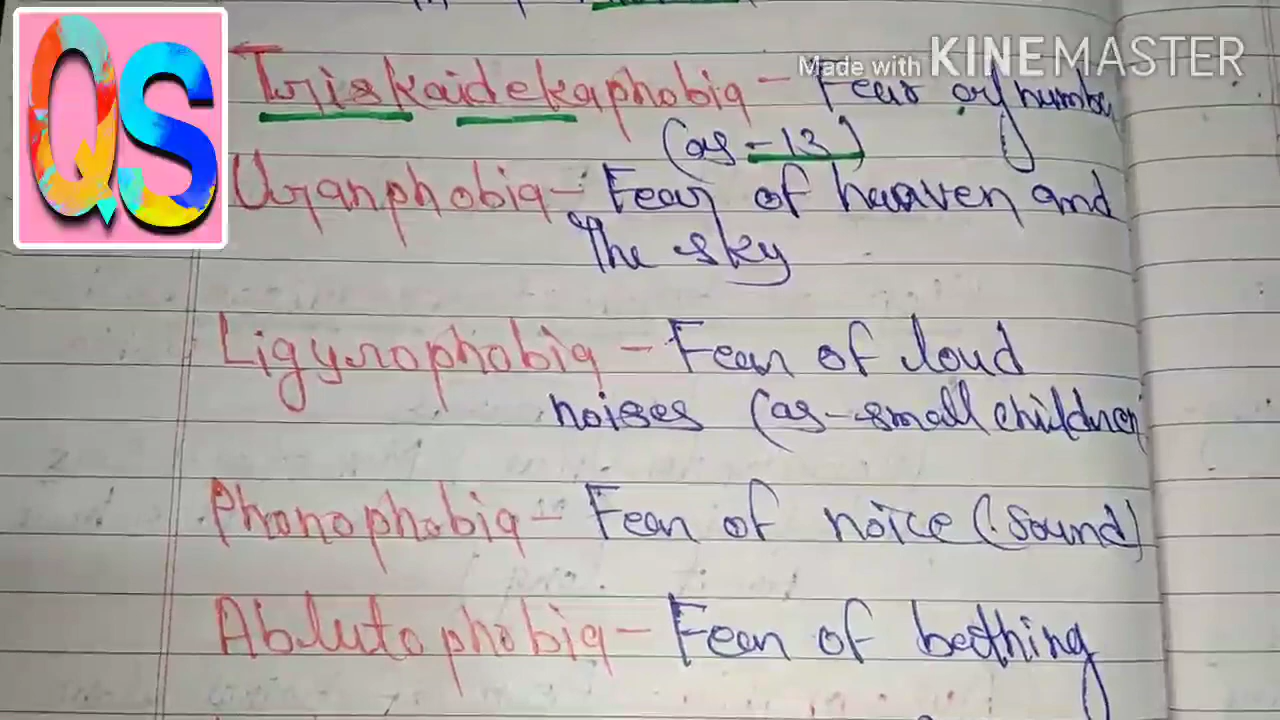 QS
Made with KINEMASTER
Triskaidekaphobia - Fear of numbe
(as - 13)
Uranphobia - Fear of heaven and
the sky
Ligyrophobia - Fear of loud
noises (as - small children
Phonophobia - Fear of noice (sound)
Ablutophobia - Fear of bathing